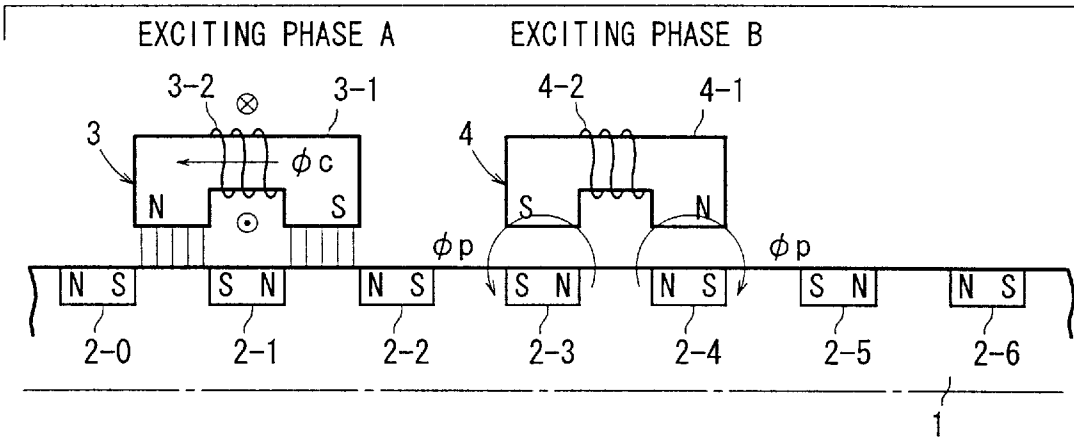 EXCITING PHASE A EXCITING PHASE B
3-2 3-1 4-2 4-1
3 4
ϕc
N S S N
ϕp ϕp
N S S N N S S N N S S N N S
2-0 2-1 2-2 2-3 2-4 2-5 2-6
1